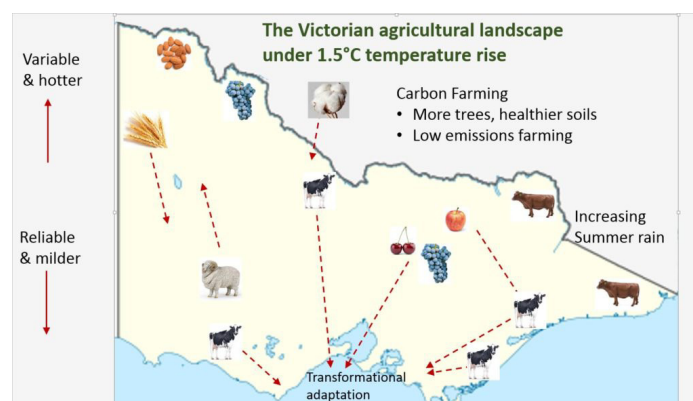 The Victorian agricultural landscape
under 1.5°C temperature rise
Variable
& hotter
Carbon Farming
• More trees, healthier soils
• Low emissions farming
Increasing
Summer rain
Reliable
& milder
Transformational
adaptation